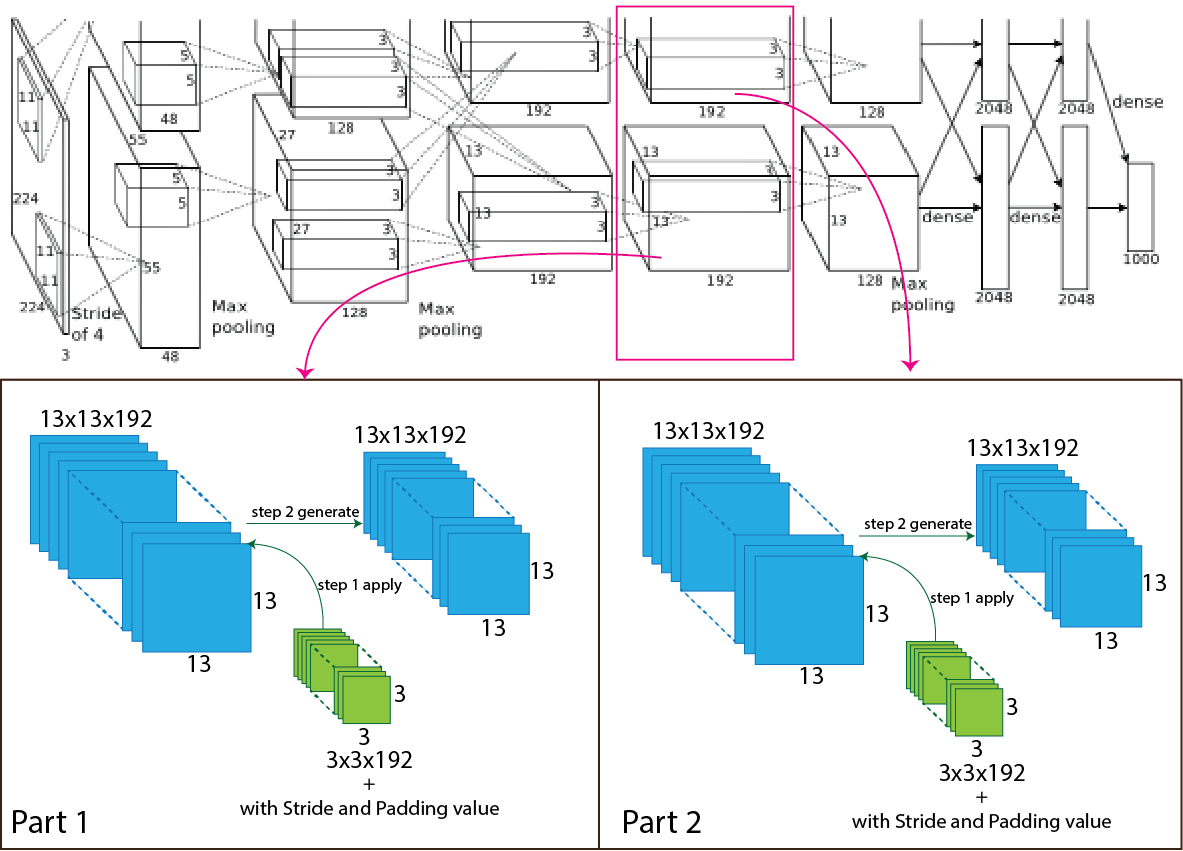 3
3
3
5
5
3
3
3
3
3
11
11
48
55
27
128
192
192
128
2048
2048
dense
13
13
13
5
5
3
3
3
3
3
3
224
27
3
3
13
13
13
dense
dense
11
11
55
224
Stride
of 4
3
48
Max
pooling
128
Max
pooling
192
192
128
Max
pooling
2048
2048
1000
13x13x192
13x13x192
step 2 generate
step 1 apply
13
13
13
13
3
3
3x3x192
+
with Stride and Padding value
Part 1
13x13x192
13x13x192
step 2 generate
step 1 apply
13
13
13
13
3
3
3x3x192
+
with Stride and Padding value
Part 2